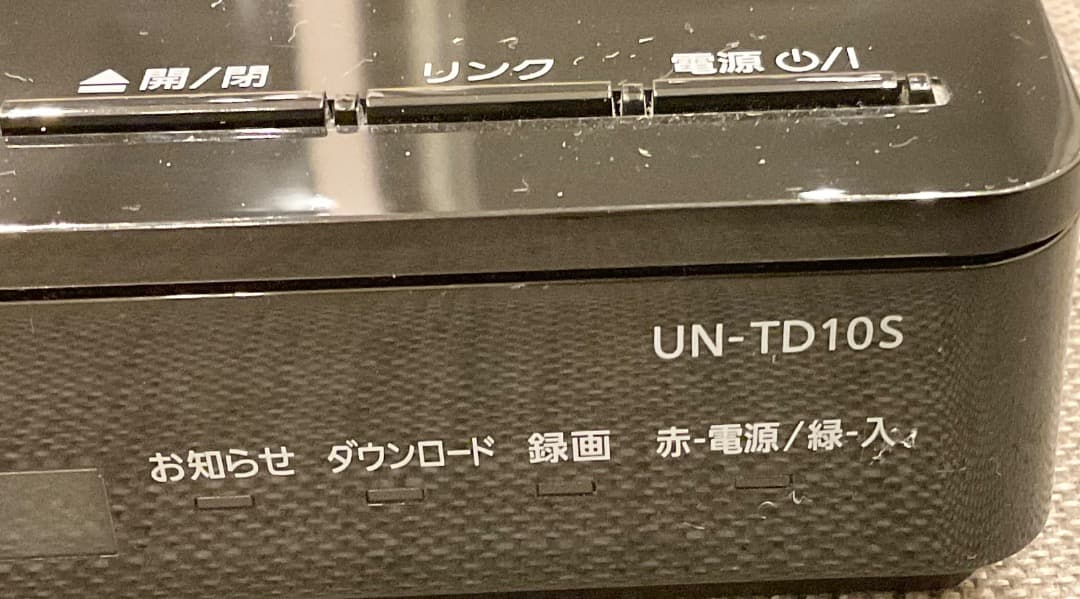 ⏏開/閉 リンク 電源 ⏻/I
UN-TD10S
お知らせ ダウンロード 録画 赤-電源/緑-入